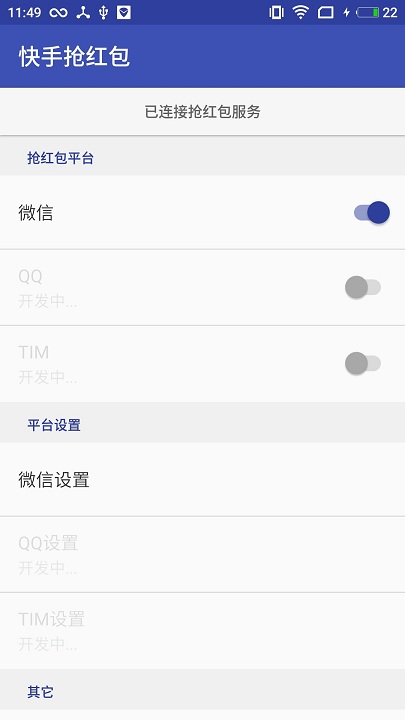 11:49
22
快手抢红包
已连接抢红包服务
抢红包平台
微信
QQ
开发中...
TIM
开发中...
平台设置
微信设置
QQ设置
开发中...
TIM设置
开发中...
其它